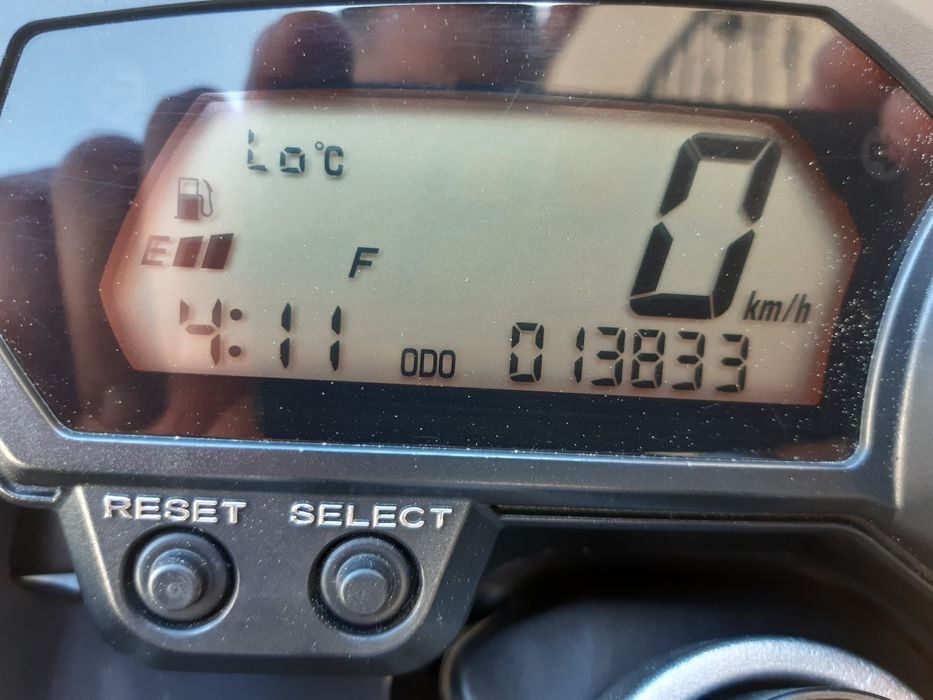 Lo°C
0 km/h
E F
4:11 ODO 013833
RESET SELECT